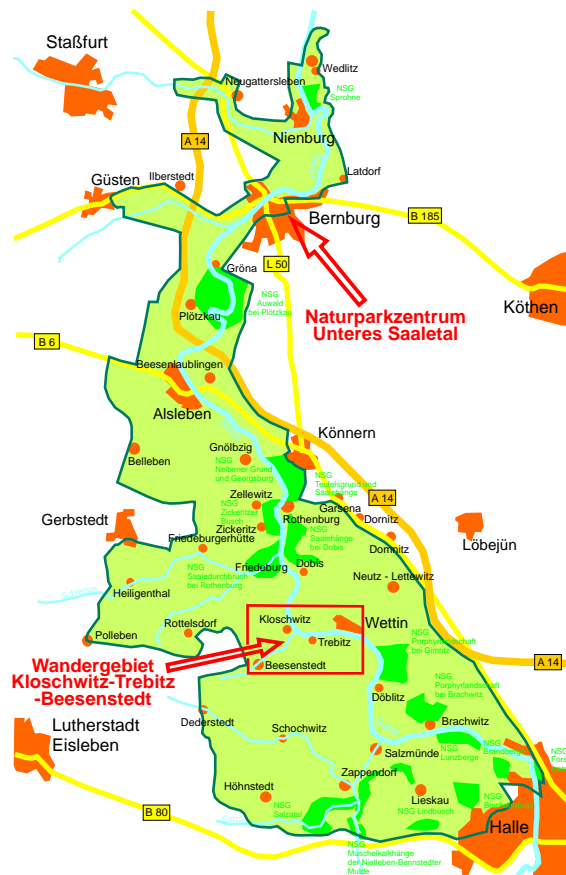 Staßfurt
Wedlitz
Neugattersleben
NSG
Sprohne
Nienburg
A 14
Ilberstedt
Latdorf
Güsten
Bernburg
B 185
Gröna
L 50
NSG
Auwald
bei Plötzkau
Köthen
Plötzkau
Naturparkzentrum
Unteres Saaletal
B 6
Beesenlaublingen
Alsleben
Könnern
Gnölbzig
Belleben
NSG
Nelbener Grund
und Georgsburg
NSG
Teufelsgrund und
Saalehänge
Zellewitz
A 14
Garsena
Gerbstedt
NSG
Zickeritzer
Busch
Rothenburg
Dornitz
Löbejün
Zickeritz
NSG
Saalehänge
bei Dobis
Friedeburgerhütte
Domnitz
Friedeburg
Dobis
NSG
Saaledurchbruch
bei Rothenburg
Neutz - Lettewitz
Heiligenthal
Kloschwitz
Wettin
Rottelsdorf
Polleben
Trebitz
NSG
Porphyrlandschaft
bei Gimritz
A 14
Wandergebiet
Kloschwitz-Trebitz
-Beesenstedt
Beesenstedt
NSG
Porphyrlandschaft
bei Brachwitz
Döblitz
Dederstedt
Brachwitz
Lutherstadt
Eisleben
Schochwitz
Salzmünde
NSG
Lunzberge
NSG
Brandberge
NSG
Zappendorf
NSG
Höhnstedt
Lieskau
NSG
Salzatal
NSG Lindbusch
B 80
Halle
NSG
Muschelkalkhänge
der Nietleben-Bennstedter
Mulde